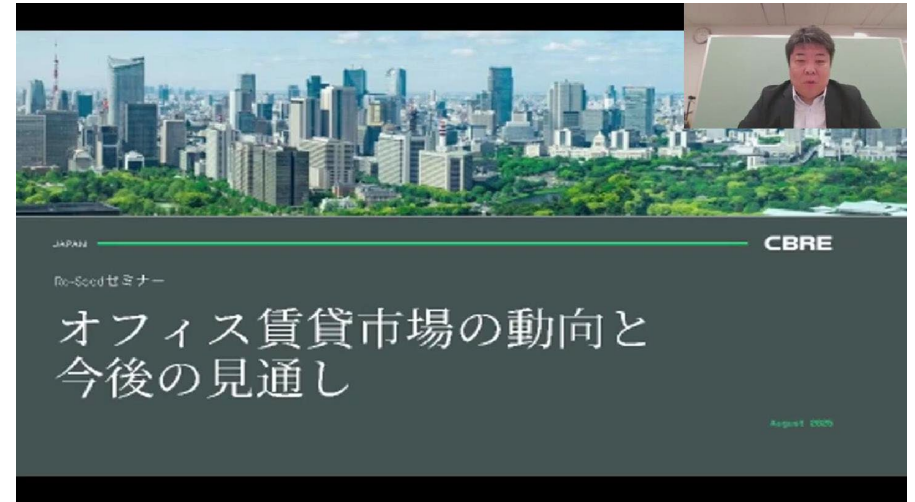 JAPAN
CBRE
Re-Seedセミナー
オフィス賃貸市場の動向と
今後の見通し
August 2025